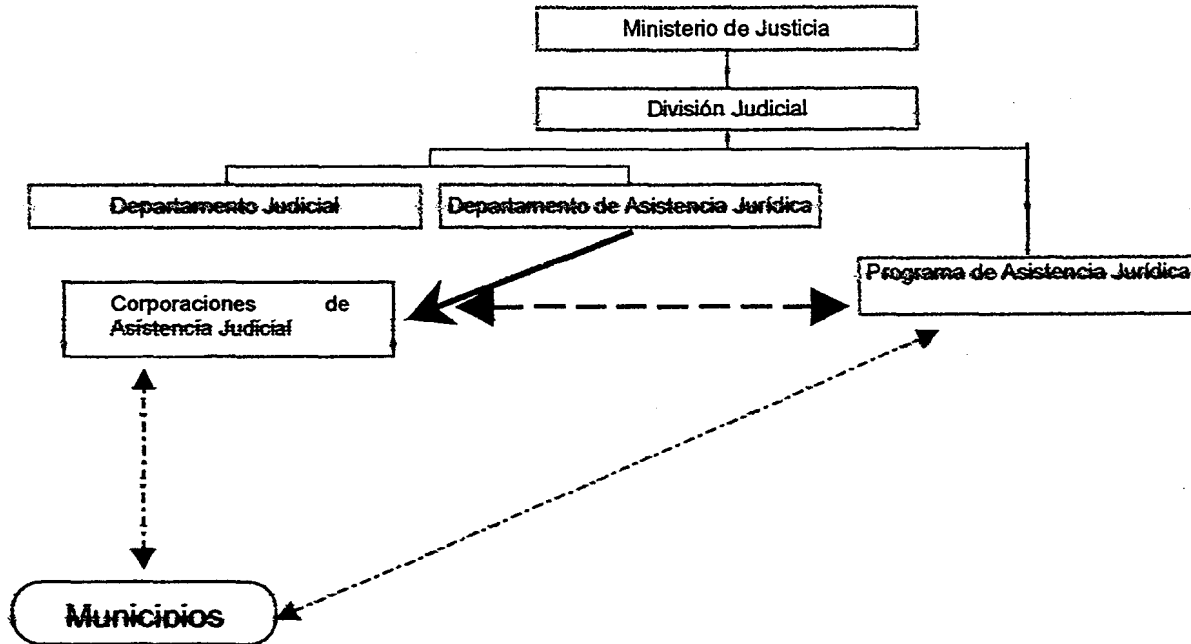 Ministerio de Justicia
División Judicial
Departamento Judicial
Departamento de Asistencia Jurídica
Programa de Asistencia Jurídica
Corporaciones de
Asistencia Judicial
Municipios